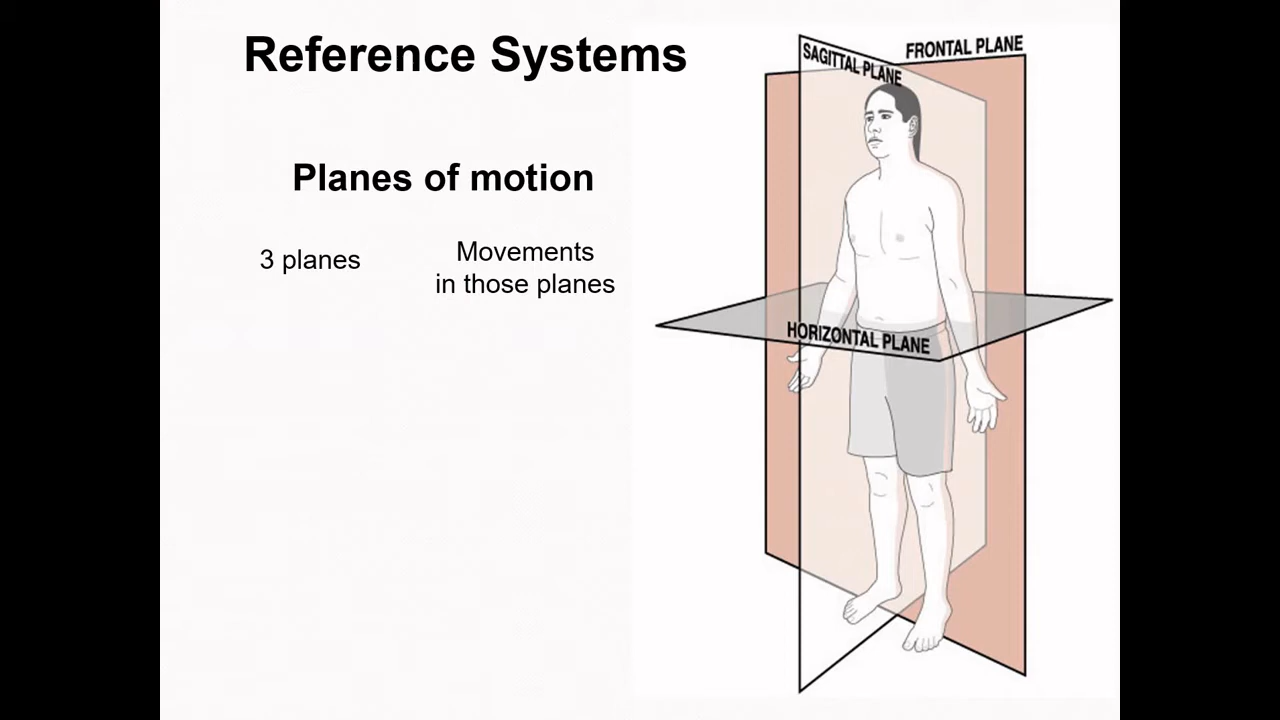 Reference Systems
Planes of motion
3 planes
Movements
in those planes
SAGITTAL PLANE
FRONTAL PLANE
HORIZONTAL PLANE